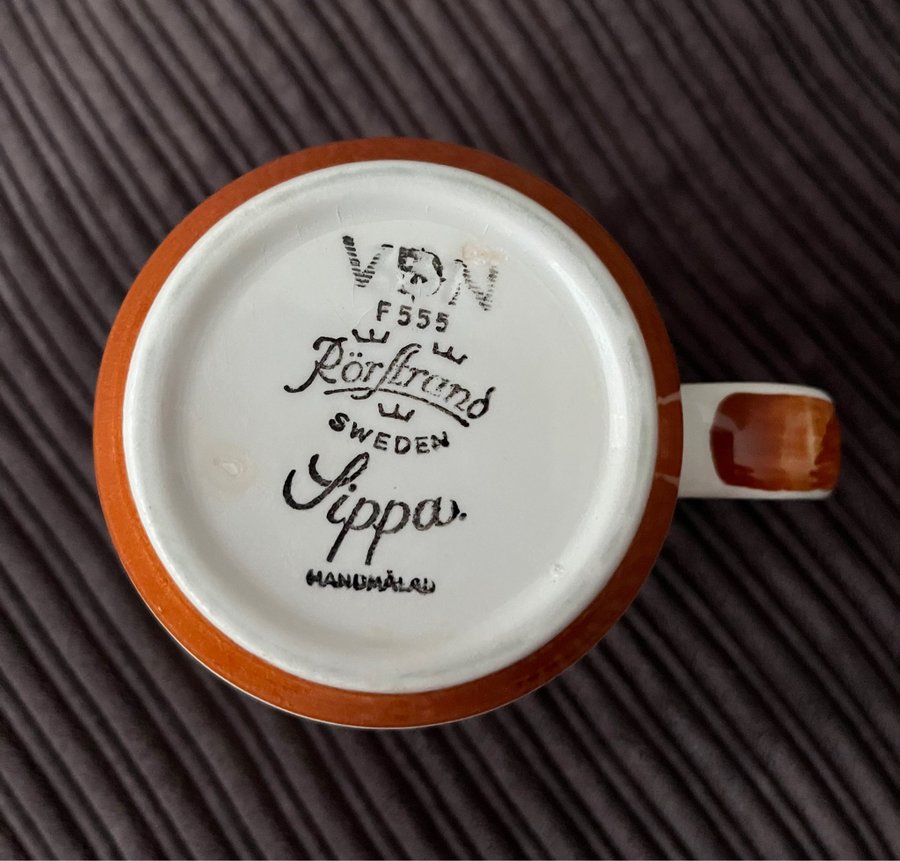 VDN
F555
Rörstrand
SWEDEN
Sippa.
HANDMÅLAD